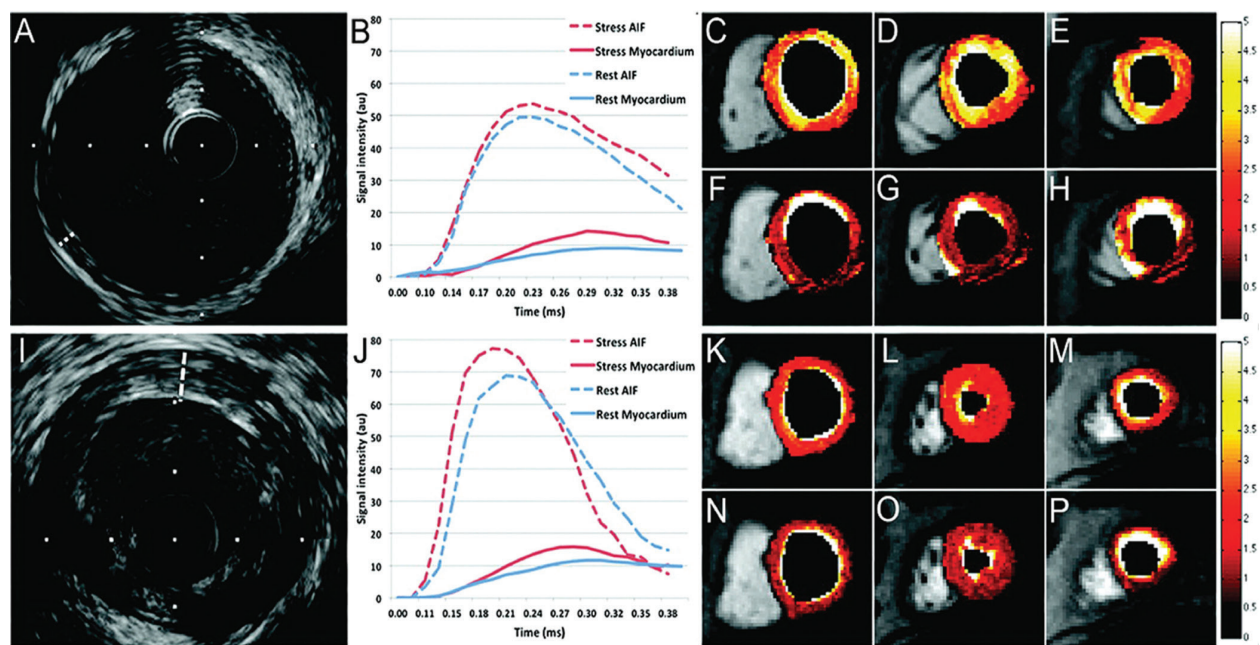 A
B
Signal intensity (au)
80
70
60
50
40
30
20
10
0
Stress AIF
Stress Myocardium
Rest AIF
Rest Myocardium
0.00 0.10 0.14 0.17 0.20 0.23 0.26 0.29 0.32 0.35 0.38
Time (ms)
C
D
E
F
G
H
5
4.5
4
3.5
3
2.5
2
1.5
1
0.5
0
I
J
Signal intensity (au)
80
70
60
50
40
30
20
10
0
Stress AIF
Stress Myocardium
Rest AIF
Rest Myocardium
0.00 0.11 0.15 0.18 0.21 0.24 0.27 0.30 0.32 0.35 0.38
Time (ms)
K
L
M
N
O
P
5
4.5
4
3.5
3
2.5
2
1.5
1
0.5
0